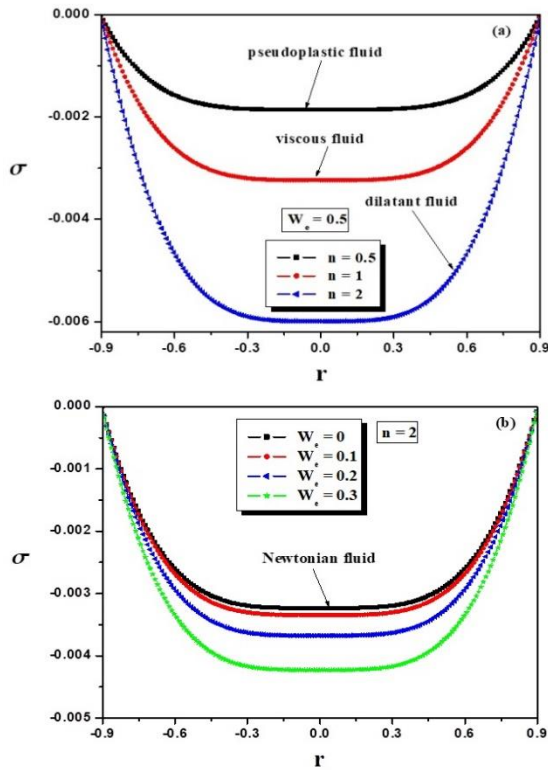 0.000
(a)
pseudoplastic fluid
-0.002
viscous fluid
σ
-0.004
dilatant fluid
Wₑ = 0.5
n = 0.5
n = 1
n = 2
-0.006
-0.9 -0.6 -0.3 0.0 0.3 0.6 0.9
r
0.000
(b)
Wₑ = 0
n = 2
Wₑ = 0.1
-0.001
Wₑ = 0.2
Wₑ = 0.3
-0.002
Newtonian fluid
σ
-0.003
-0.004
-0.005
-0.9 -0.6 -0.3 0.0 0.3 0.6 0.9
r